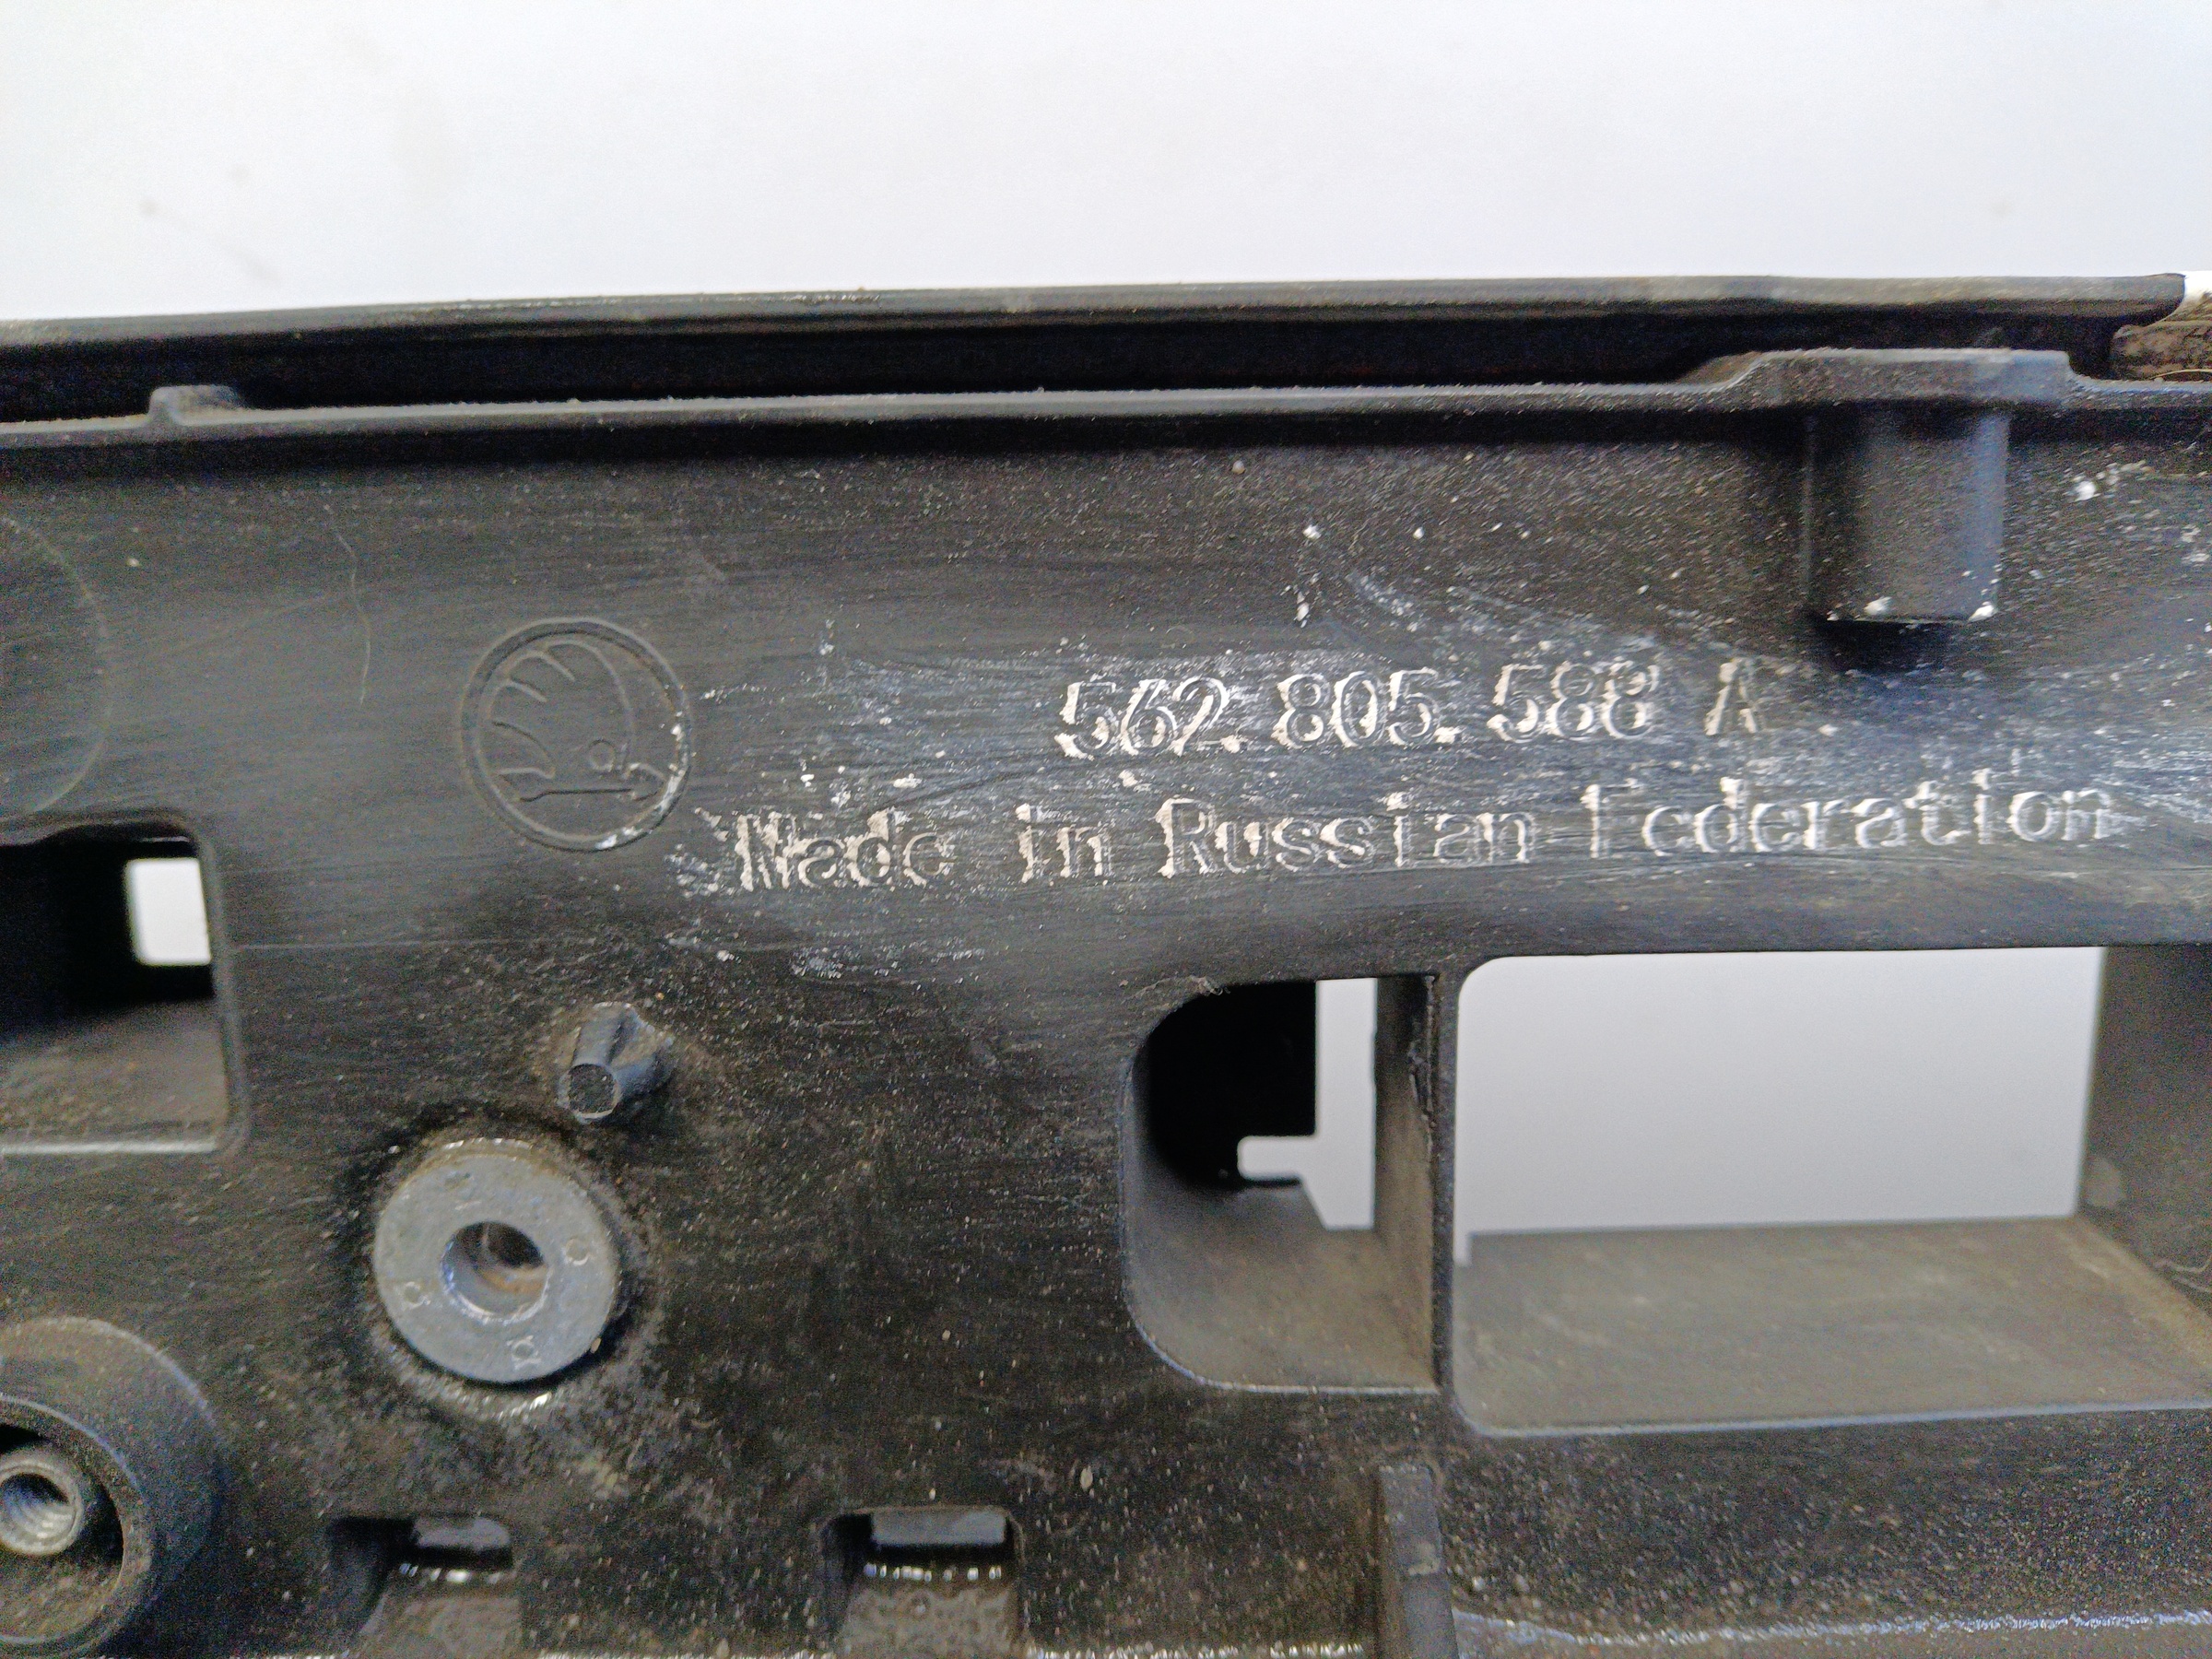 562.805.588 A
Made in Russian Federation